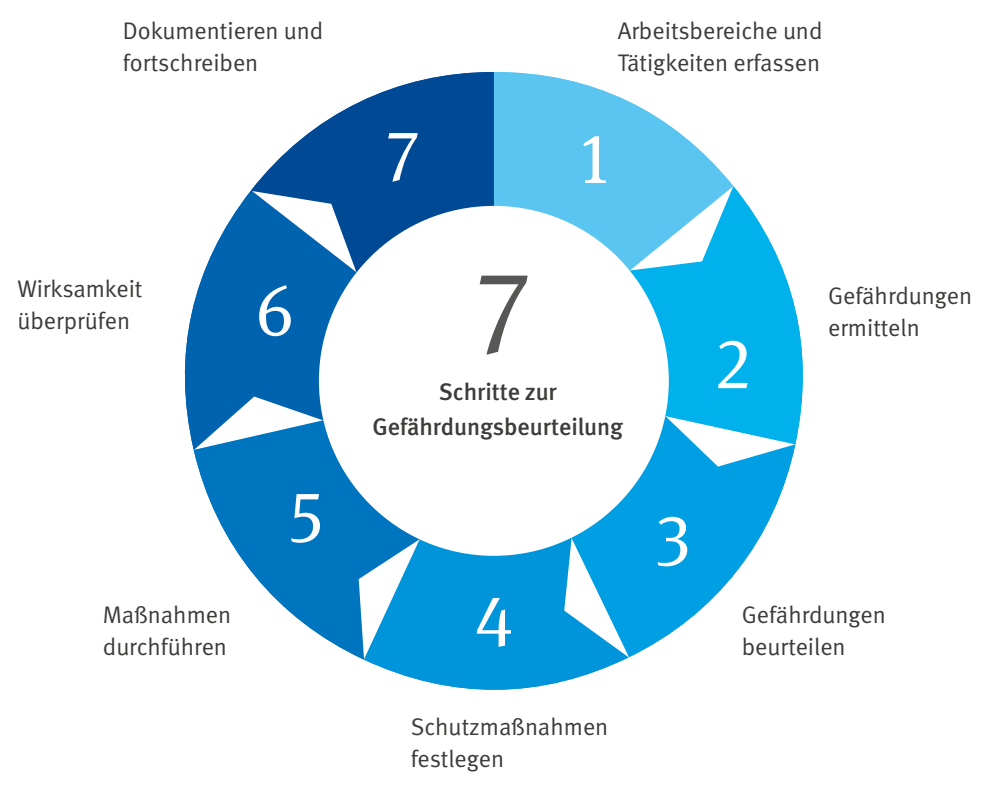 7
Schritte zur
Gefährdungsbeurteilung
1
Arbeitsbereiche und
Tätigkeiten erfassen
2
Gefährdungen
ermitteln
3
Gefährdungen
beurteilen
4
Schutzmaßnahmen
festlegen
5
Maßnahmen
durchführen
6
Wirksamkeit
überprüfen
7
Dokumentieren und
fortschreiben